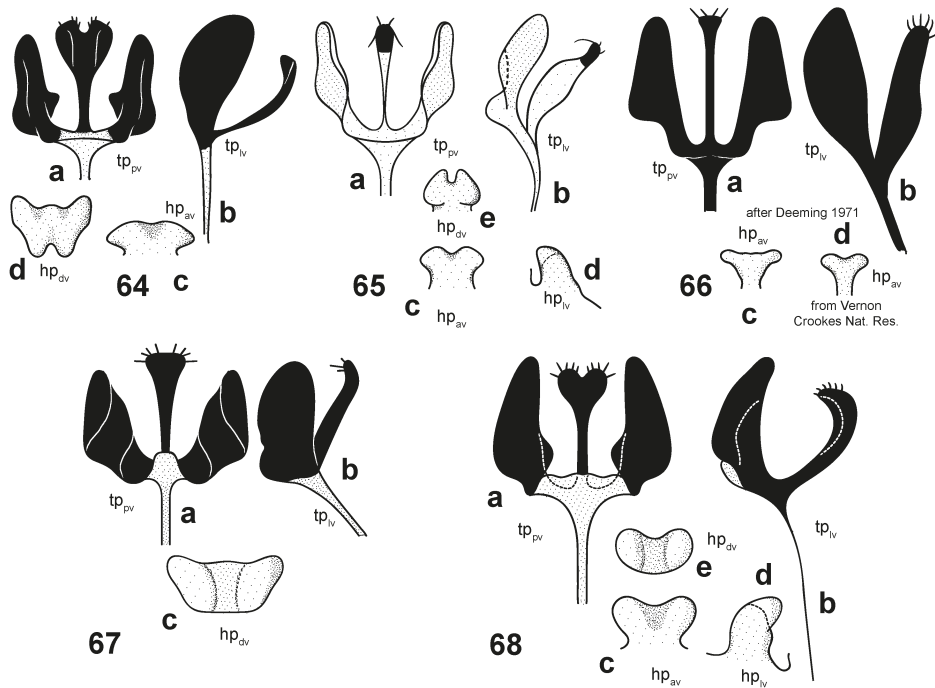 a
tp pv
tp lv
b
d
hp dv
hp av
64
c
a
tp pv
e
hp dv
tp lv
b
65
c
hp av
d
hp lv
tp pv
a
tp lv
b
after Deeming 1971
hp av
d
hp av
66
c
from Vernon
Crookes Nat. Res.
tp pv
a
b
tp lv
c
hp dv
67
a
tp pv
hp dv
e
tp lv
b
68
c
hp av
d
hp lv